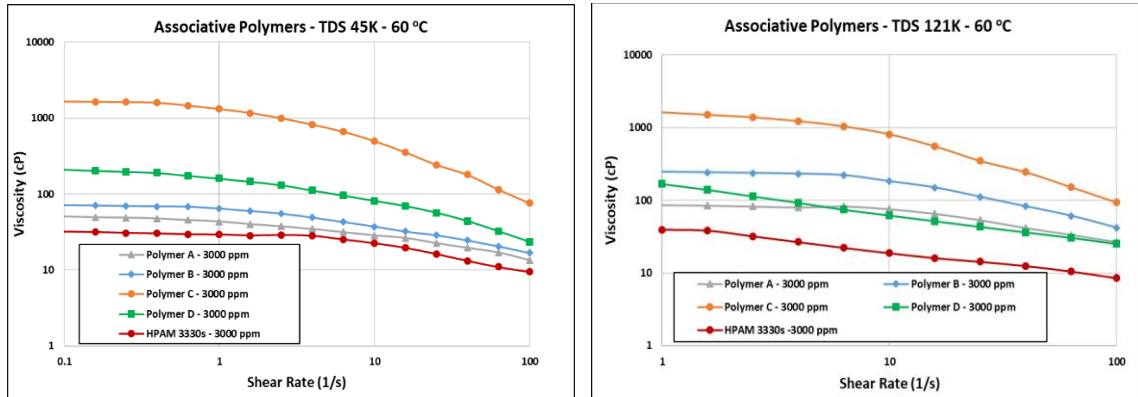 Associative Polymers - TDS 45K - 60 °C
10000
1000
100
10
1
Viscosity (cP)
Polymer A - 3000 ppm
Polymer B - 3000 ppm
Polymer C - 3000 ppm
Polymer D - 3000 ppm
HPAM 3330s - 3000 ppm
0.1 1 10 100
Shear Rate (1/s)
Associative Polymers - TDS 121K - 60 °C
10000
1000
100
10
1
Viscosity (cP)
Polymer A - 3000 ppm Polymer B - 3000 ppm
Polymer C - 3000 ppm Polymer D - 3000 ppm
HPAM 3330s -3000 ppm
1 10 100
Shear Rate (1/s)